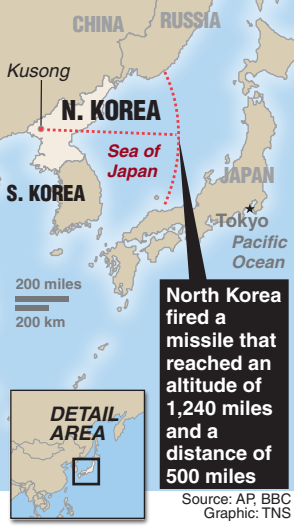 CHINA
RUSSIA
Kusong
N. KOREA
Sea of
Japan
S. KOREA
JAPAN
Tokyo
Pacific
Ocean
200 miles
200 km
North Korea
fired a
missile that
reached an
altitude of
1,240 miles
and a
distance of
500 miles
DETAIL
AREA
Source: AP, BBC
Graphic: TNS